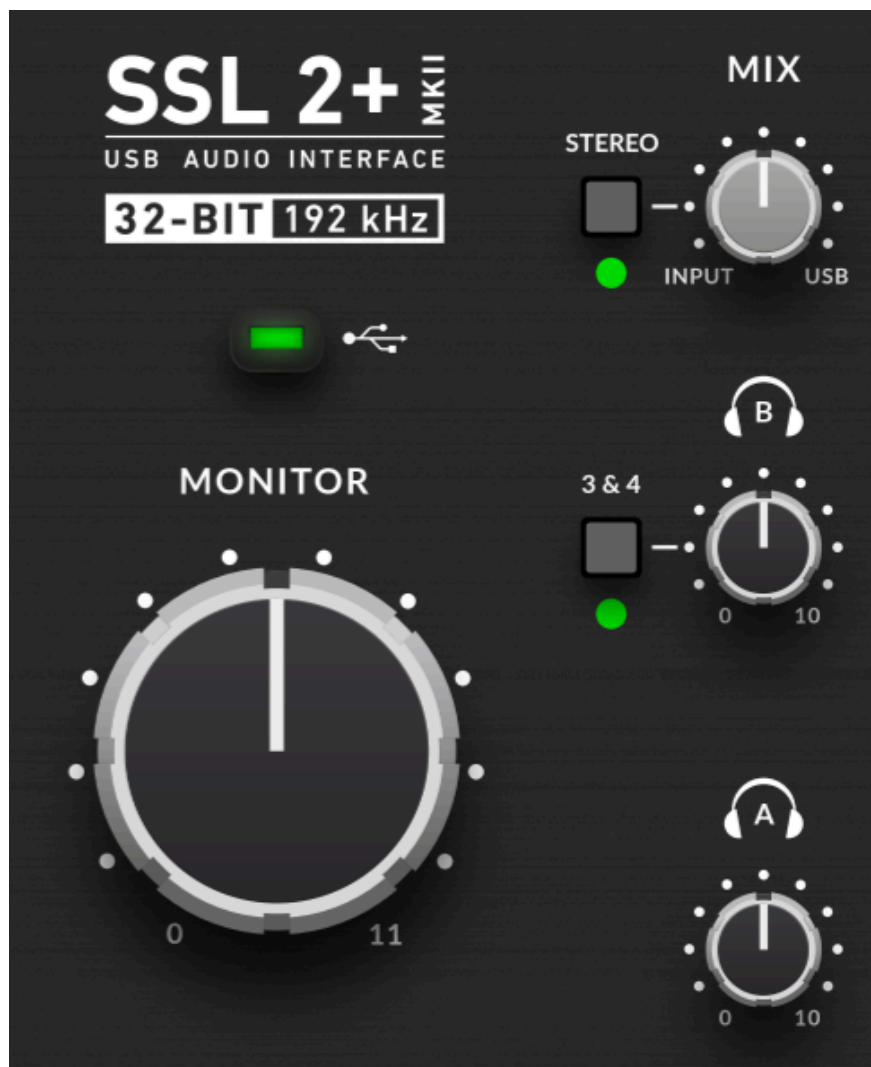 SSL 2+ MKII
USB AUDIO INTERFACE
32-BIT 192 kHz
MIX
STEREO
INPUT
USB
B
MONITOR
3 & 4
0
10
0
11
A
0
10